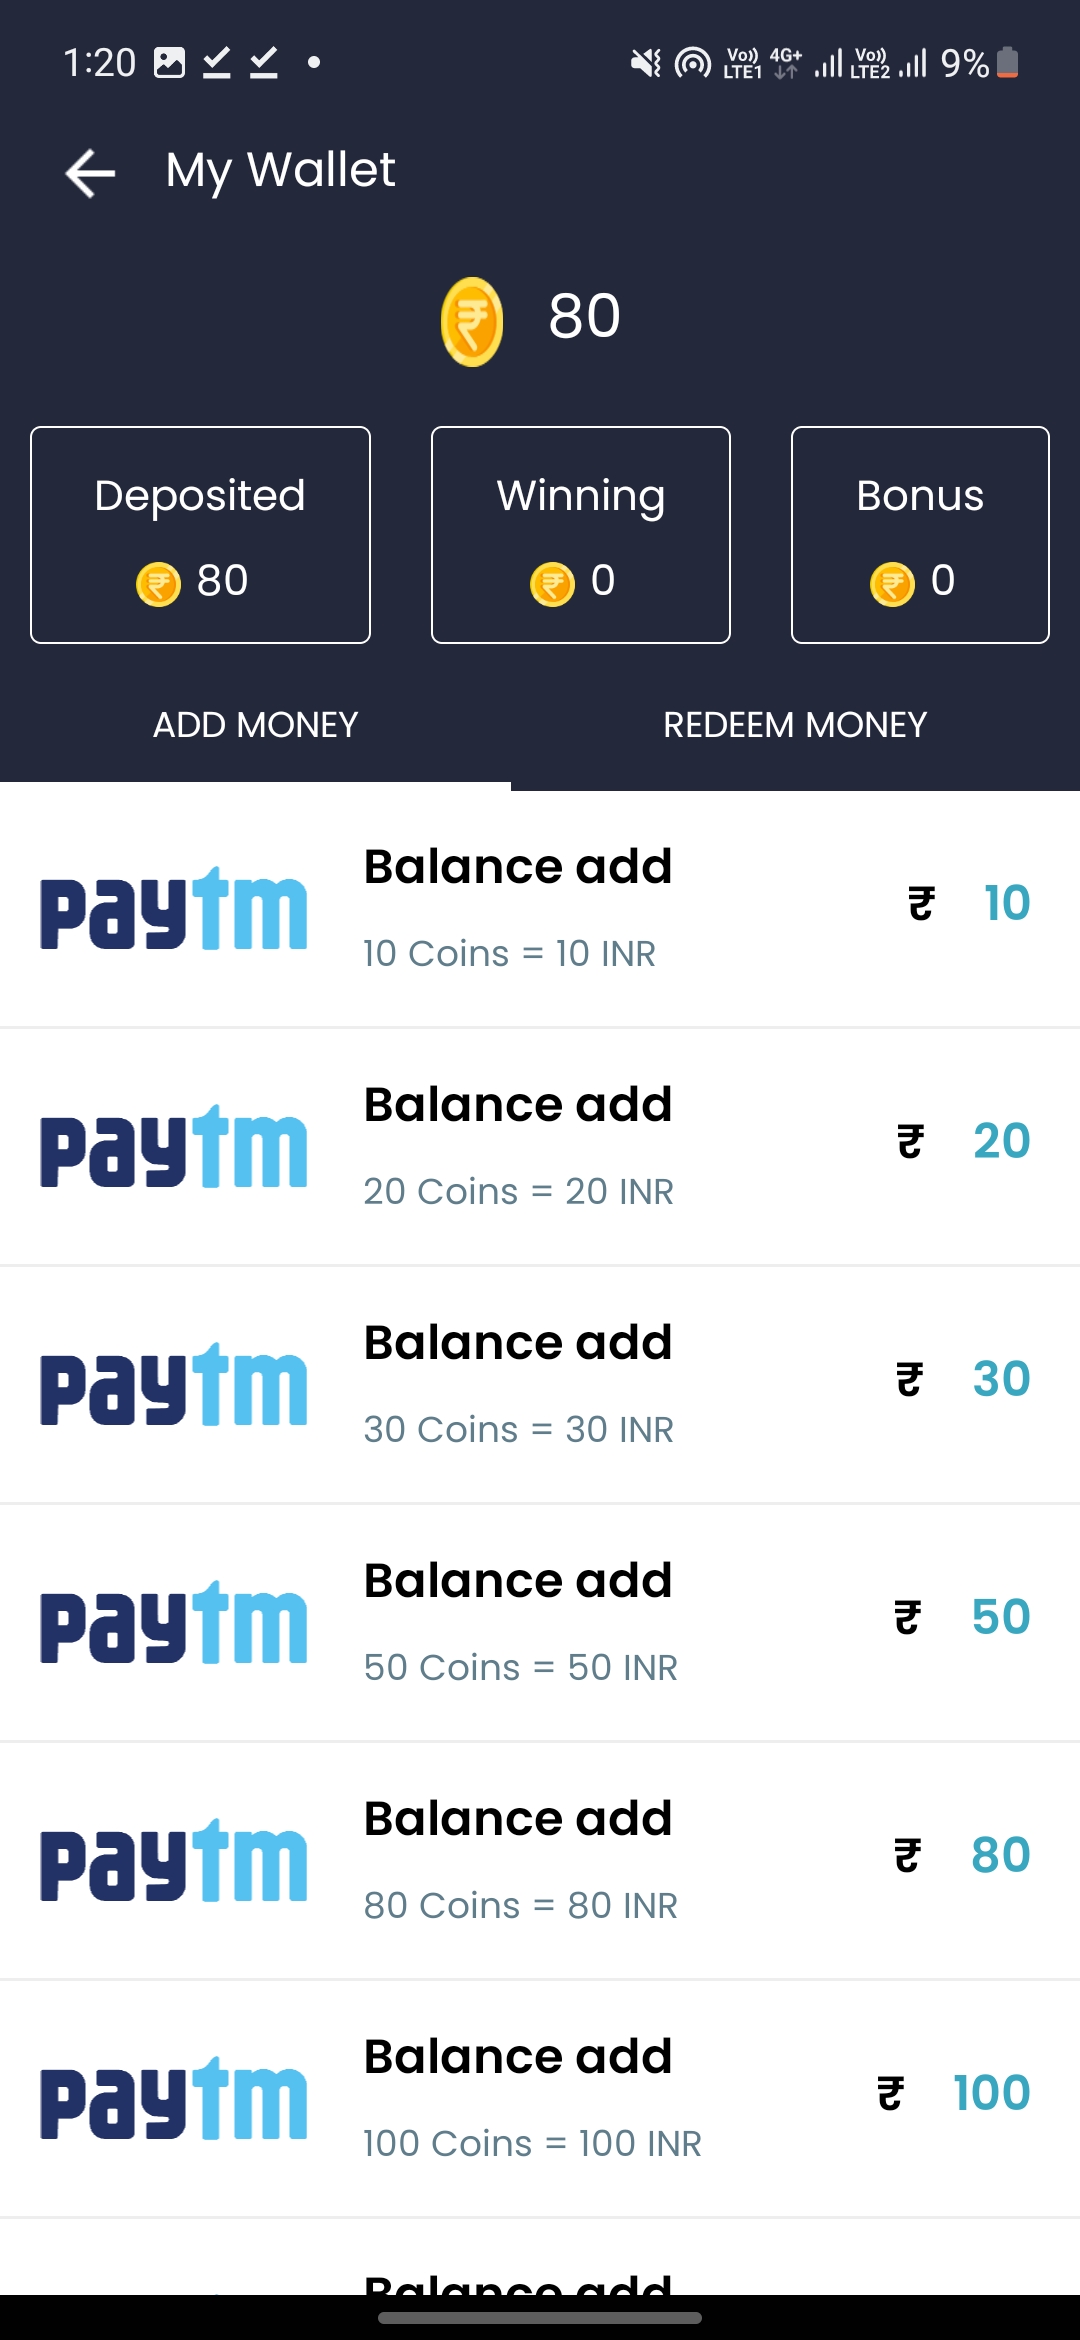 1:20 Vo)) LTE1 4G+ Vo)) LTE2 9%
My Wallet
₹ 80
Deposited Winning Bonus
₹ 80 ₹ 0 ₹ 0
ADD MONEY REDEEM MONEY
paytm Balance add ₹ 10
10 Coins = 10 INR
paytm Balance add ₹ 20
20 Coins = 20 INR
paytm Balance add ₹ 30
30 Coins = 30 INR
paytm Balance add ₹ 50
50 Coins = 50 INR
paytm Balance add ₹ 80
80 Coins = 80 INR
paytm Balance add ₹ 100
100 Coins = 100 INR
Balance add